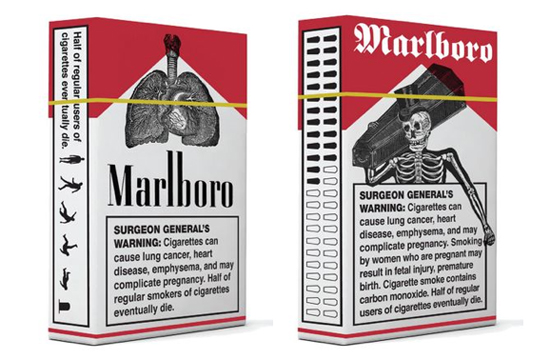 Half of regular users of
cigarettes eventually die.
Marlboro
SURGEON GENERAL'S
WARNING: Cigarettes can
cause lung cancer, heart
disease, emphysema, and may
complicate pregnancy. Half of
regular smokers of cigarettes
eventually die.
Marlboro
SURGEON GENERAL'S
WARNING: Cigarettes can
cause lung cancer, heart
disease, emphysema, and may
complicate pregnancy. Smoking
by women who are pregnant may
result in fetal injury, premature
birth. Cigarette smoke contains
carbon monoxide. Half of regular
users of cigarettes eventually die.